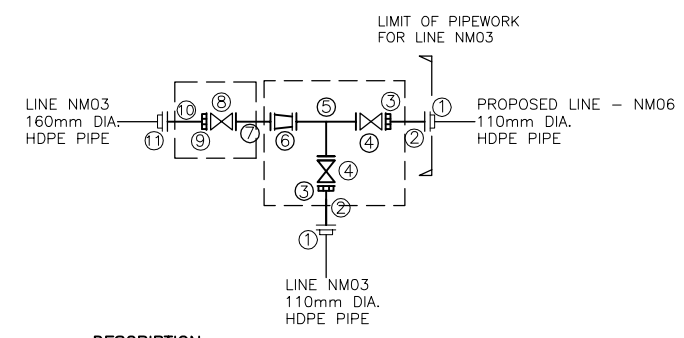 LIMIT OF PIPEWORK
FOR LINE NM03
LINE NM03
160mm DIA.
HDPE PIPE
10
8
5
3
1
PROPOSED LINE – NM06
110mm DIA.
HDPE PIPE
11
9
7
6
4
2
4
3
2
1
LINE NM03
110mm DIA.
HDPE PIPE
DESCRIPTION